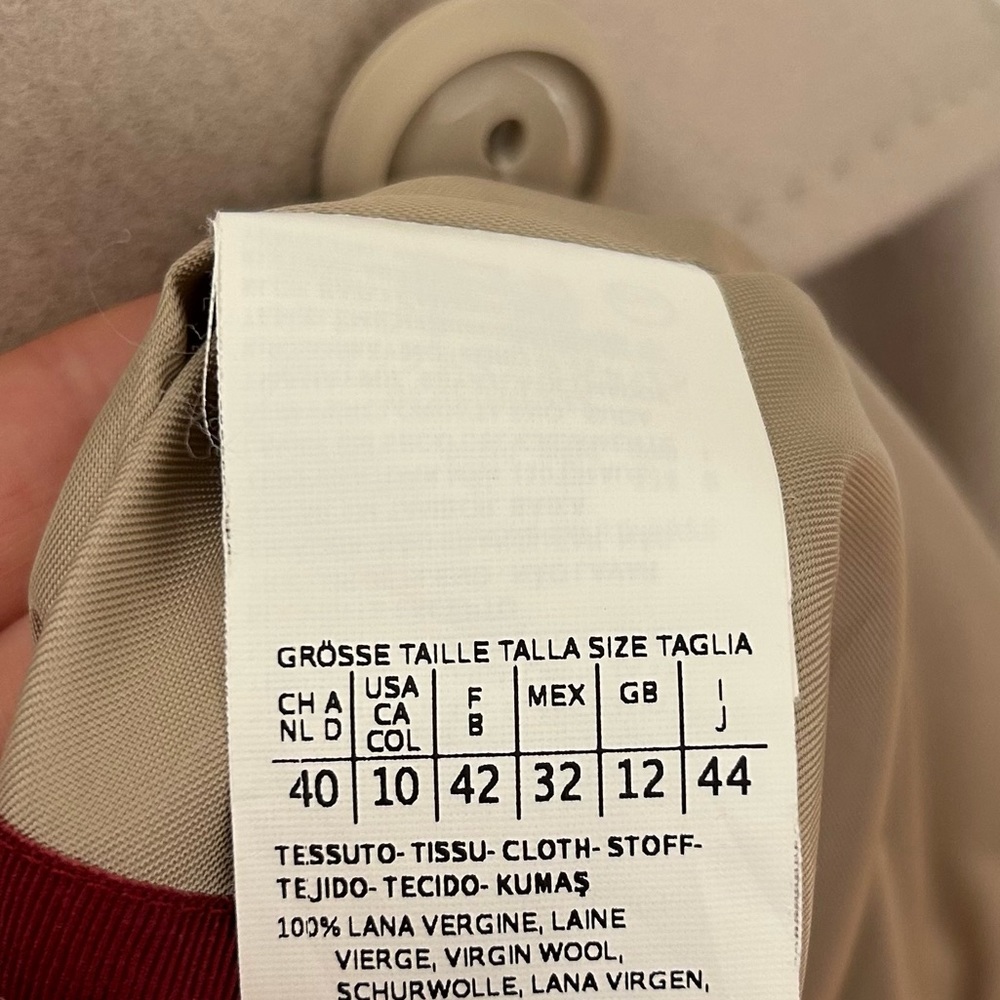 GRÖSSE TAILLE TALLA SIZE TAGLIA
CH A NL D | USA CA COL | F B | MEX | GB | I J
40 | 10 | 42 | 32 | 12 | 44
TESSUTO- TISSU- CLOTH- STOFF-
TEJIDO- TECIDO- KUMAŞ
100% LANA VERGINE, LAINE
VIERGE, VIRGIN WOOL,
SCHURWOLLE, LANA VIRGEN,